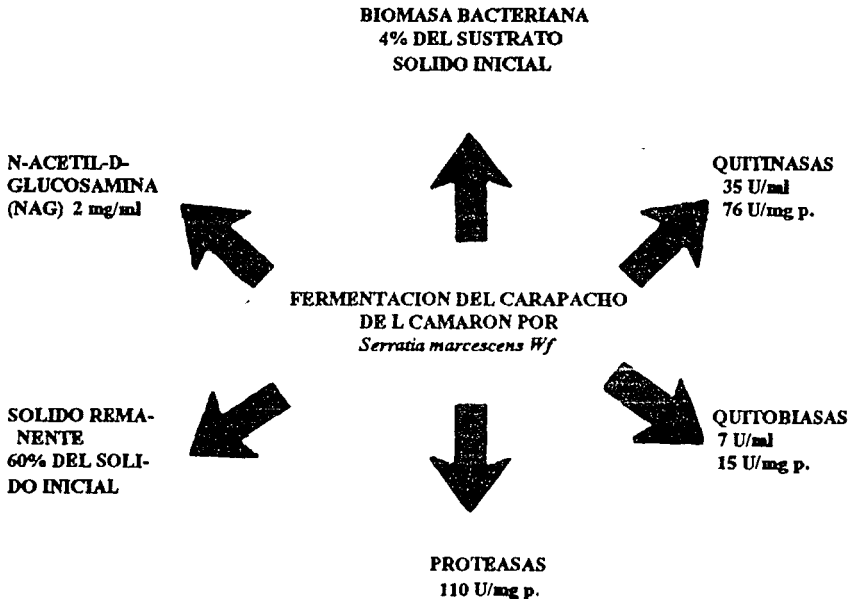 BIOMASA BACTERIANA
4% DEL SUSTRATO
SOLIDO INICIAL
N-ACETIL-D-
GLUCOSAMINA
(NAG) 2 mg/ml
QUITINASAS
35 U/ml
76 U/mg p.
FERMENTACION DEL CARAPACHO
DE L CAMARON POR
Serratia marcescens Wf
SOLIDO REMA-
NENTE
60% DEL SOLI-
DO INICIAL
QUITOBIASAS
7 U/ml
15 U/mg p.
PROTEASAS
110 U/mg p.